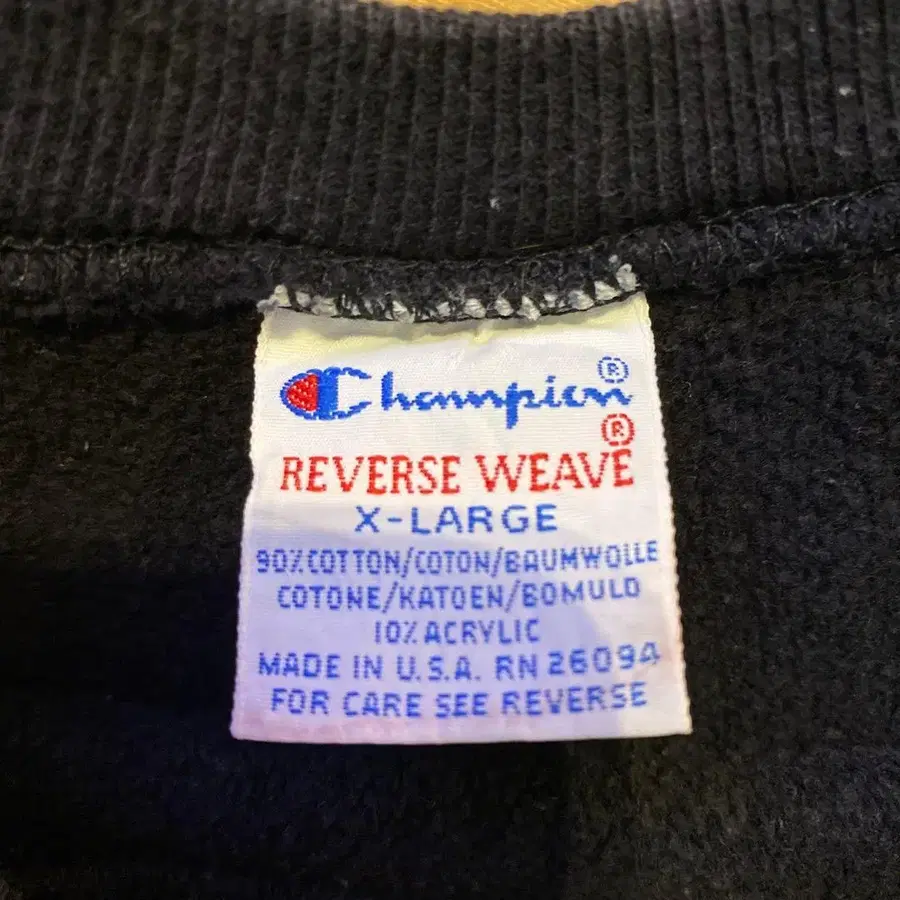 Champion®
REVERSE WEAVE®
X-LARGE
90% COTTON/COTON/BAUMWOLLE
COTONE/KATOEN/BOMULD
10% ACRYLIC
MADE IN U.S.A. RN 26094
FOR CARE SEE REVERSE